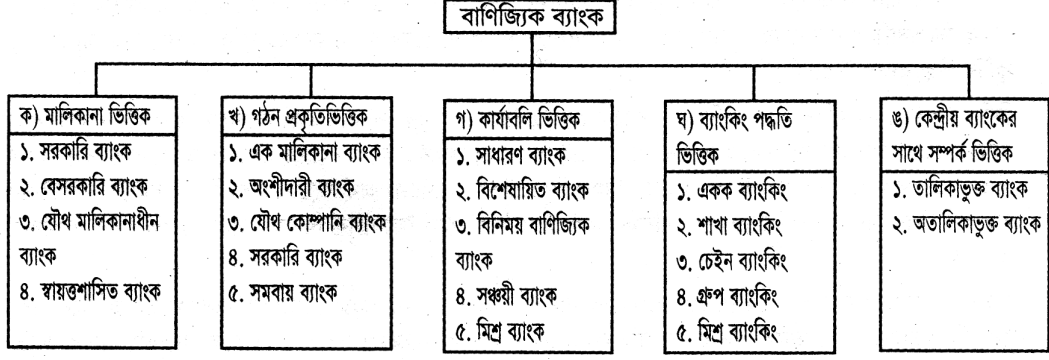 বাণিজ্যিক ব্যাংক
ক) মালিকানা ভিত্তিক
১. সরকারি ব্যাংক
২. বেসরকারি ব্যাংক
৩. যৌথ মালিকানাধীন
ব্যাংক
৪. স্বায়ত্তশাসিত ব্যাংক
খ) গঠন প্রকৃতিভিত্তিক
১. এক মালিকানা ব্যাংক
২. অংশীদারী ব্যাংক
৩. যৌথ কোম্পানি ব্যাংক
৪. সরকারি ব্যাংক
৫. সমবায় ব্যাংক
গ) কার্যাবলি ভিত্তিক
১. সাধারণ ব্যাংক
২. বিশেষায়িত ব্যাংক
৩. বিনিময় বাণিজ্যিক
ব্যাংক
৪. সঞ্চয়ী ব্যাংক
৫. মিশ্র ব্যাংক
ঘ) ব্যাংকিং পদ্ধতি
ভিত্তিক
১. একক ব্যাংকিং
২. শাখা ব্যাংকিং
৩. চেইন ব্যাংকিং
৪. গ্রুপ ব্যাংকিং
৫. মিশ্র ব্যাংকিং
ঙ) কেন্দ্রীয় ব্যাংকের
সাথে সম্পর্ক ভিত্তিক
১. তালিকাভুক্ত ব্যাংক
২. অতালিকাভুক্ত ব্যাংক